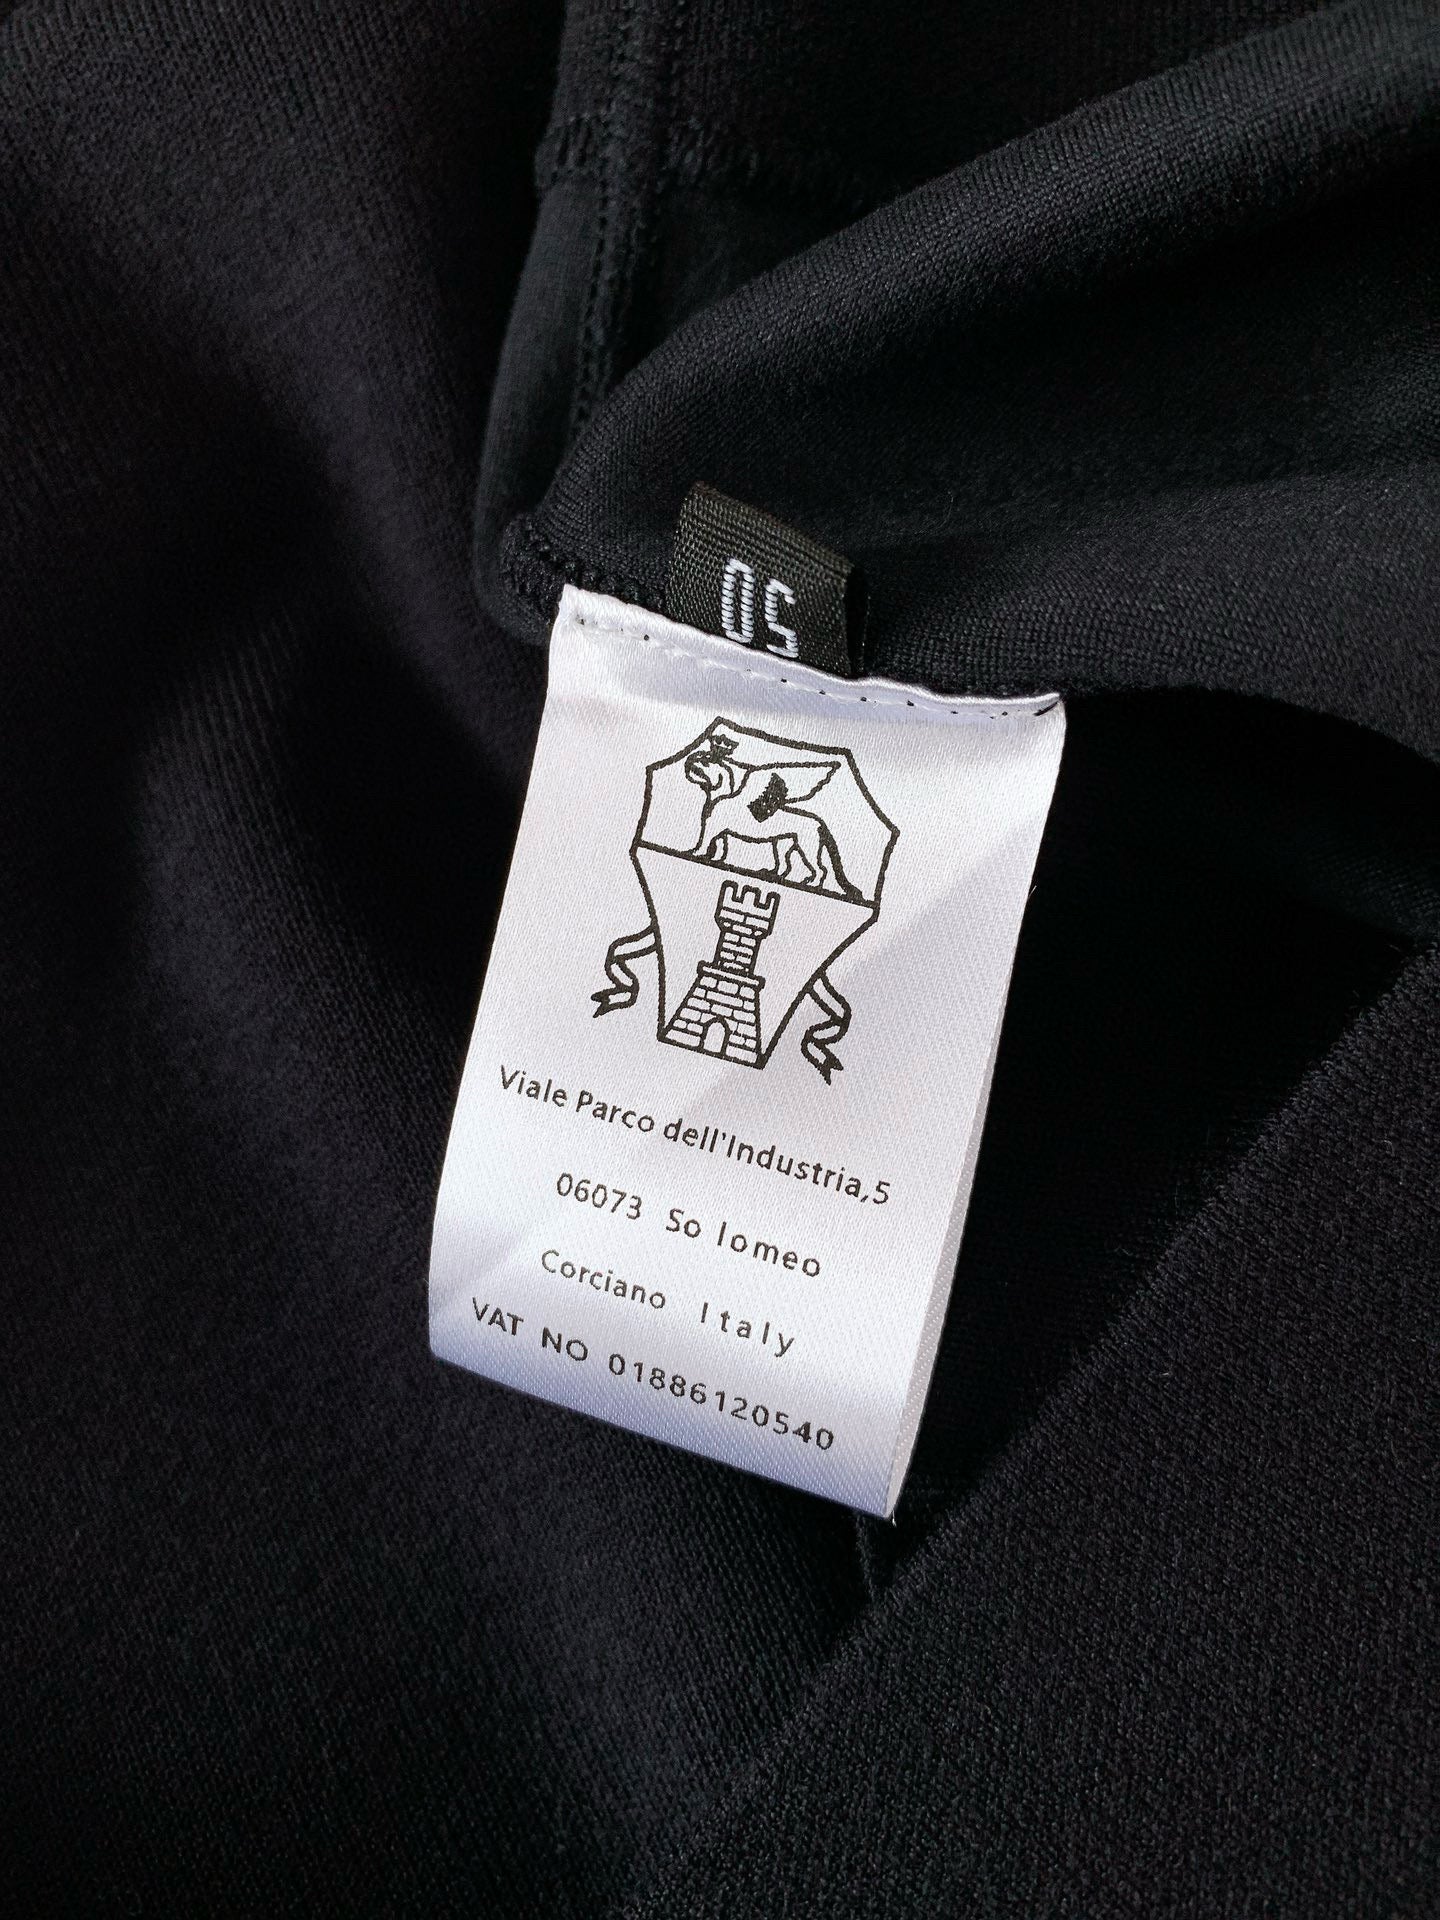 50
Viale Parco dell'Industria,5
06073 So lomeo
Corciano Italy
VAT NO 01886120540